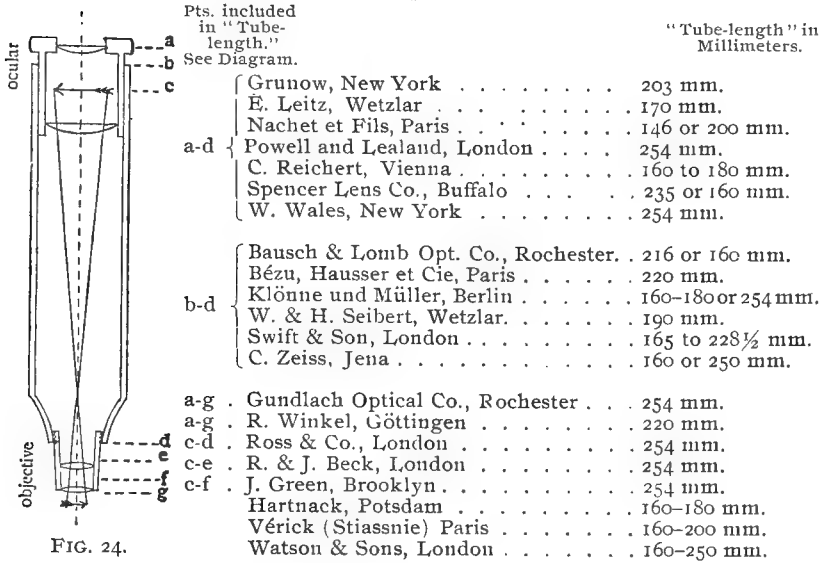 Pts. included
in "Tube-
length."
See Diagram.
"Tube-length" in
Millimeters.
ocular
a
b
c
a-d
Grunow, New York . . . . . . . . . 203 mm.
E. Leitz, Wetzlar . . . . . . . . . 170 mm.
Nachet et Fils, Paris . . . . . . . 146 or 200 mm.
Powell and Lealand, London . . . . 254 mm.
C. Reichert, Vienna . . . . . . . . 160 to 180 mm.
Spencer Lens Co., Buffalo . . . . . 235 or 160 mm.
W. Wales, New York . . . . . . . . 254 mm.
b-d
Bausch & Lomb Opt. Co., Rochester. . 216 or 160 mm.
Bézu, Hausser et Cie, Paris . . . . . . 220 mm.
Klönne und Müller, Berlin . . . . . . 160-180 or 254 mm.
W. & H. Seibert, Wetzlar. . . . . . . 190 mm.
Swift & Son, London . . . . . . . . . 165 to 228½ mm.
C. Zeiss, Jena . . . . . . . . . . . 160 or 250 mm.
a-g . Gundlach Optical Co., Rochester . . . 254 mm.
a-g . R. Winkel, Göttingen . . . . . . . 220 mm.
c-d . Ross & Co., London . . . . . . . . 254 mm.
c-e . R. & J. Beck, London . . . . . . . 254 mm.
c-f . J. Green, Brooklyn . . . . . . . . 254 mm.
Hartnack, Potsdam . . . . . . . . 160-180 mm.
Vérick (Stiassnie) Paris . . . . . . 160-200 mm.
Watson & Sons, London . . . . . . . 160-250 mm.
d
e
f
g
objective
FIG. 24.